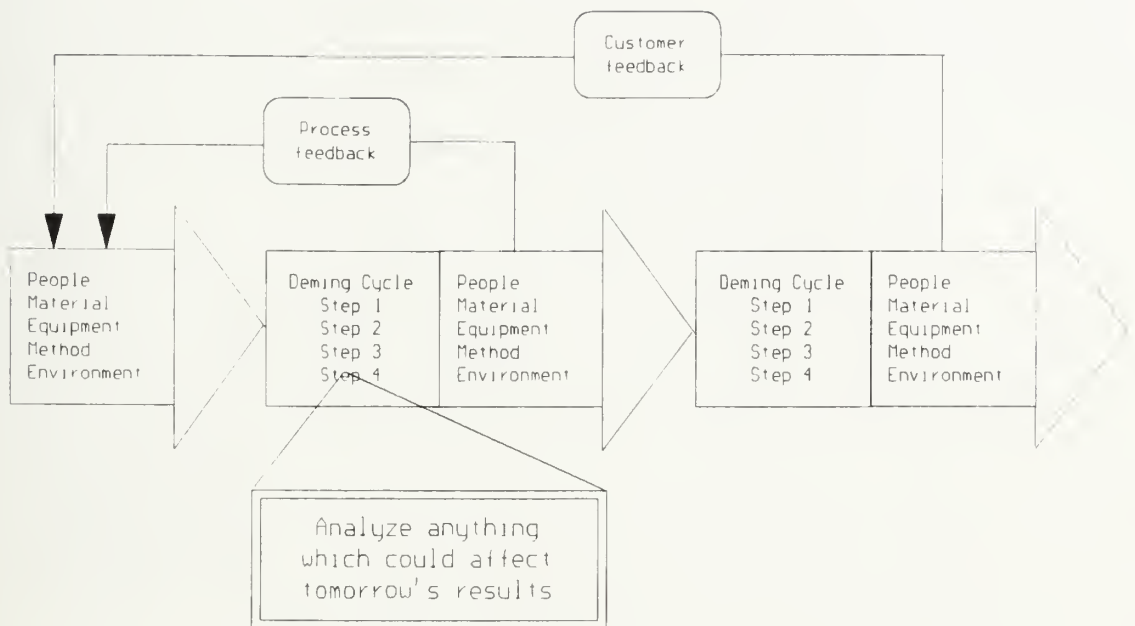 Customer
feedback
Process
feedback
People
Material
Equipment
Method
Environment
Deming Cycle
Step 1
Step 2
Step 3
Step 4
People
Material
Equipment
Method
Environment
Deming Cycle
Step 1
Step 2
Step 3
Step 4
People
Material
Equipment
Method
Environment
Analyze anything
which could affect
tomorrow's results